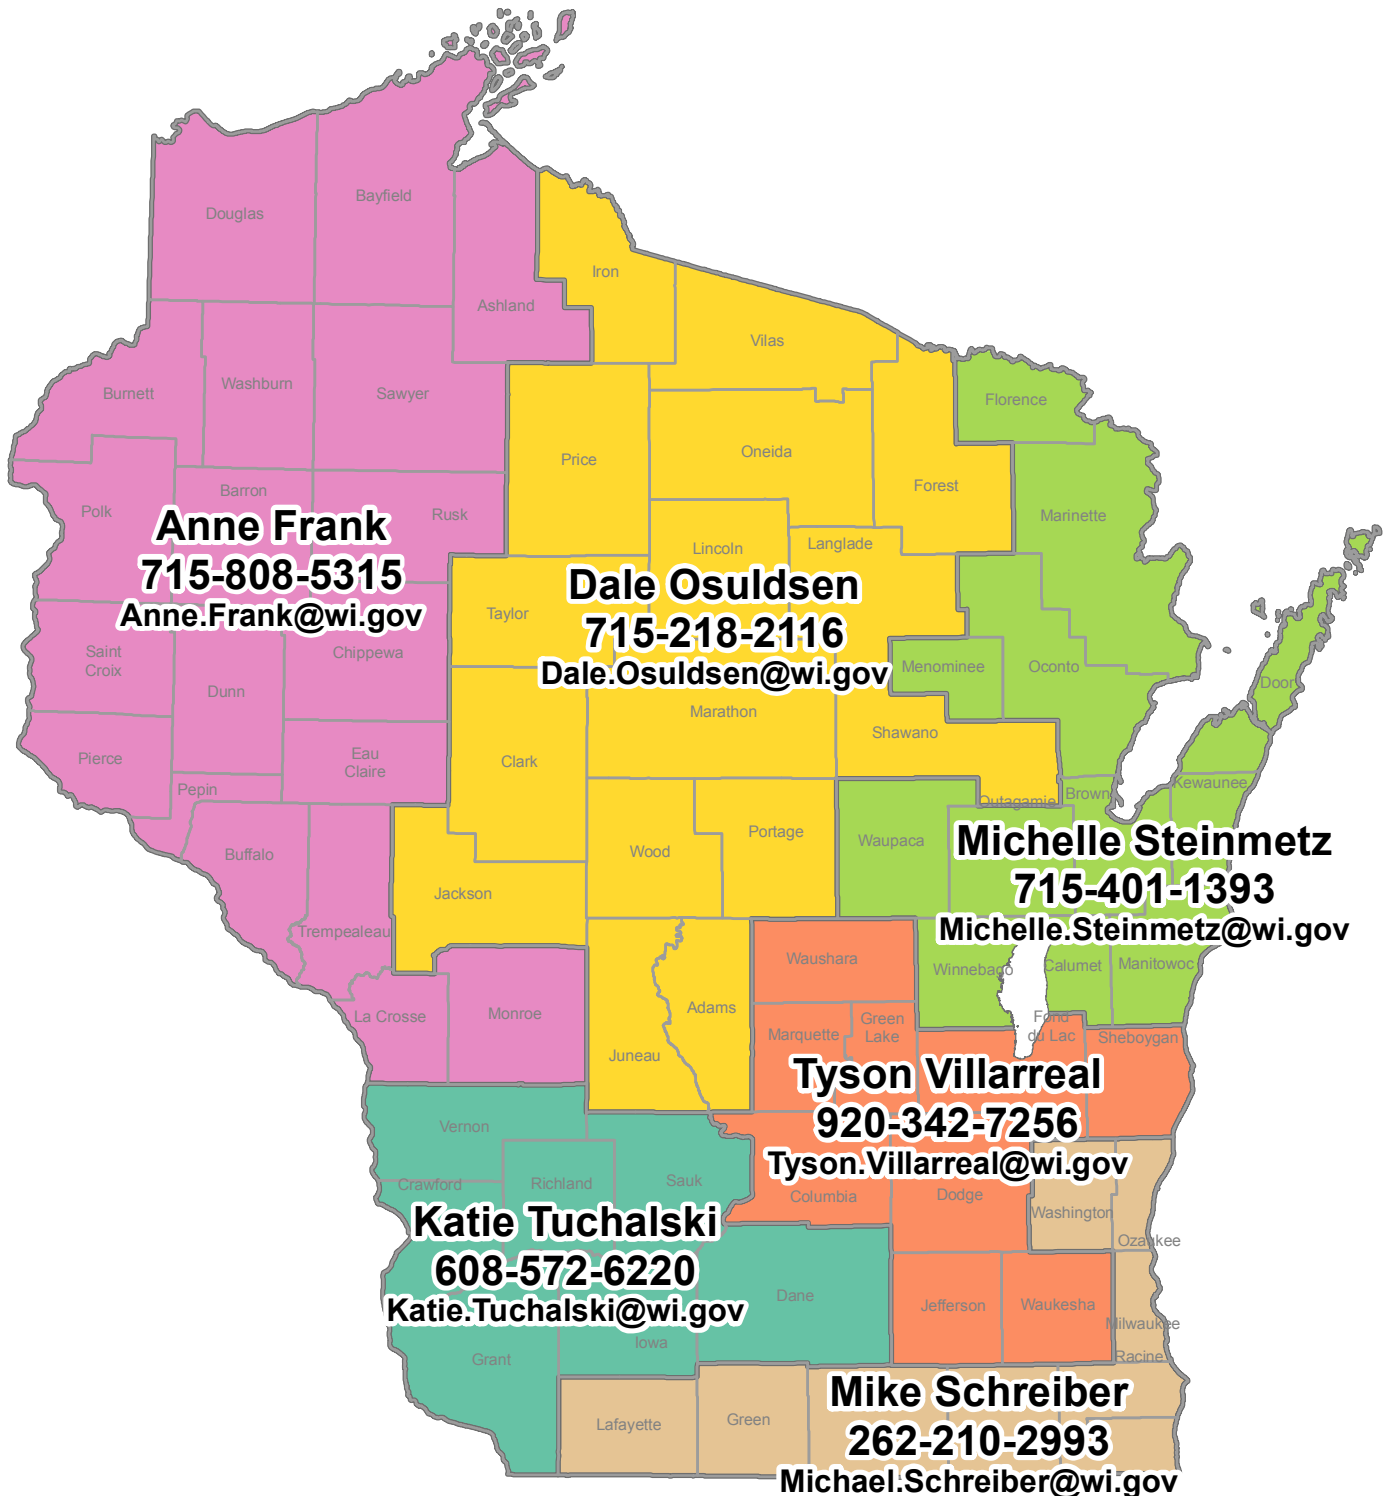 Douglas
Bayfield
Ashland
Iron
Vilas
Burnett
Washburn
Sawyer
Price
Oneida
Forest
Florence
Marinette
Polk
Barron
Rusk
Lincoln
Langlade
Anne Frank
715-808-5315
Anne.Frank@wi.gov
Taylor
Dale Osuldsen
715-218-2116
Dale.Osuldsen@wi.gov
Saint
Croix
Dunn
Chippewa
Menominee
Oconto
Door
Pierce
Pepin
Eau
Claire
Clark
Marathon
Shawano
Outagamie
Brown
Kewaunee
Buffalo
Wood
Portage
Waupaca
Michelle Steinmetz
715-401-1393
Michelle.Steinmetz@wi.gov
Jackson
Trempealeau
Waushara
Winnebago
Calumet
Manitowoc
La Crosse
Monroe
Juneau
Adams
Marquette
Green
Lake
Fond
du Lac
Sheboygan
Tyson Villarreal
920-342-7256
Tyson.Villarreal@wi.gov
Vernon
Crawford
Richland
Sauk
Columbia
Dodge
Washington
Ozaukee
Katie Tuchalski
608-572-6220
Katie.Tuchalski@wi.gov
Dane
Jefferson
Waukesha
Milwaukee
Iowa
Grant
Racine
Mike Schreiber
262-210-2993
Michael.Schreiber@wi.gov
Lafayette
Green